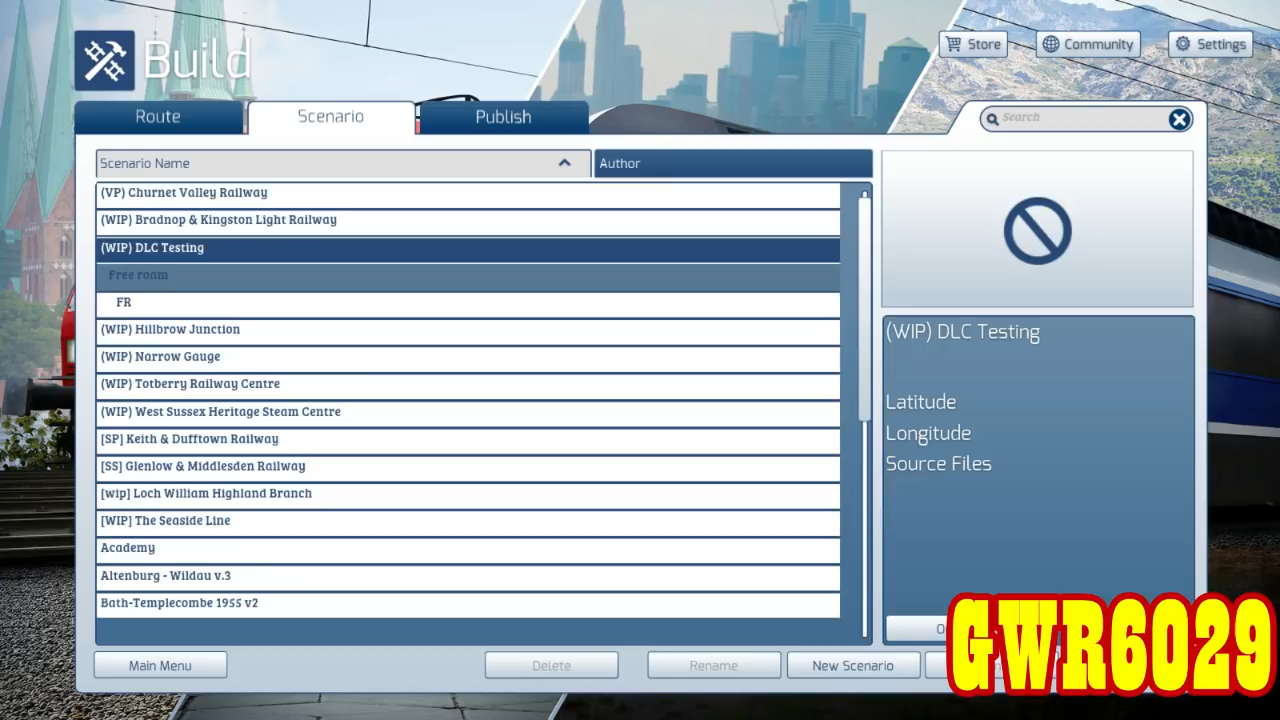 Build
Store
Community
Settings
Route
Scenario
Publish
Search
Scenario Name
Author
(VP) Churnet Valley Railway
(WIP) Bradnop & Kingston Light Railway
(WIP) DLC Testing
Free roam
FR
(WIP) Hillbrow Junction
(WIP) Narrow Gauge
(WIP) Totberry Railway Centre
(WIP) West Sussex Heritage Steam Centre
[SP] Keith & Dufftown Railway
[SS] Glenlow & Middlesden Railway
[wip] Loch William Highland Branch
[WIP] The Seaside Line
Academy
Altenburg - Wildau v.3
Bath-Templecombe 1955 v2
(WIP) DLC Testing
Latitude
Longitude
Source Files
Main Menu
Delete
Rename
New Scenario
GWR6029